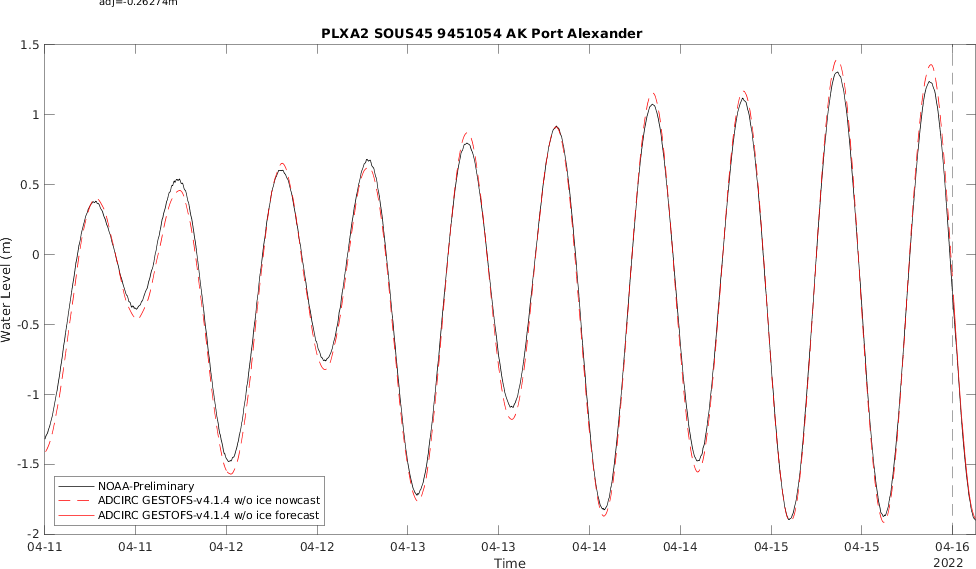 adj=-0.26274m
PLXA2 SOUS45 9451054 AK Port Alexander
1.5
1
0.5
0
-0.5
-1
-1.5
-2
Water Level (m)
NOAA-Preliminary
ADCIRC GESTOFS-v4.1.4 w/o ice nowcast
ADCIRC GESTOFS-v4.1.4 w/o ice forecast
04-11 04-11 04-12 04-12 04-13 04-13 04-14 04-14 04-15 04-15 04-16
Time
2022